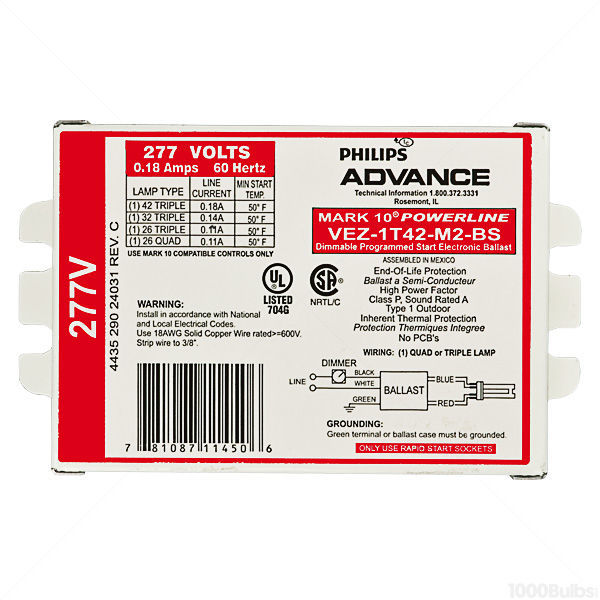 277V
4435 290 24031 REV. C
277 VOLTS
0.18 Amps 60 Hertz
LAMP TYPE LINE CURRENT MIN START TEMP.
(1) 42 TRIPLE 0.18A 50° F
(1) 32 TRIPLE 0.14A 50° F
(1) 26 TRIPLE 0.11A 50° F
(1) 26 QUAD 0.11A 50° F
USE MARK 10 COMPATIBLE CONTROLS ONLY
UL
LISTED
704G
SA
NRTL/C
WARNING:
Install in accordance with National
and Local Electrical Codes.
Use 18AWG Solid Copper Wire rated>=600V.
Strip wire to 3/8".
7 81087 11450 6
PHILIPS
ADVANCE
Technical Information 1.800.372.3331
Rosemont, IL
MARK 10® POWERLINE
VEZ-1T42-M2-BS
Dimmable Programmed Start Electronic Ballast
ASSEMBLED IN MEXICO
End-Of-Life Protection
Ballast a Semi-Conducteur
High Power Factor
Class P, Sound Rated A
Type 1 Outdoor
Inherent Thermal Protection
Protection Thermiques Integree
No PCB's
WIRING: (1) QUAD or TRIPLE LAMP
DIMMER
LINE
BLACK
WHITE
GREEN
BALLAST
BLUE
RED
GROUNDING:
Green terminal or ballast case must be grounded.
ONLY USE RAPID START SOCKETS
1000Bulbs